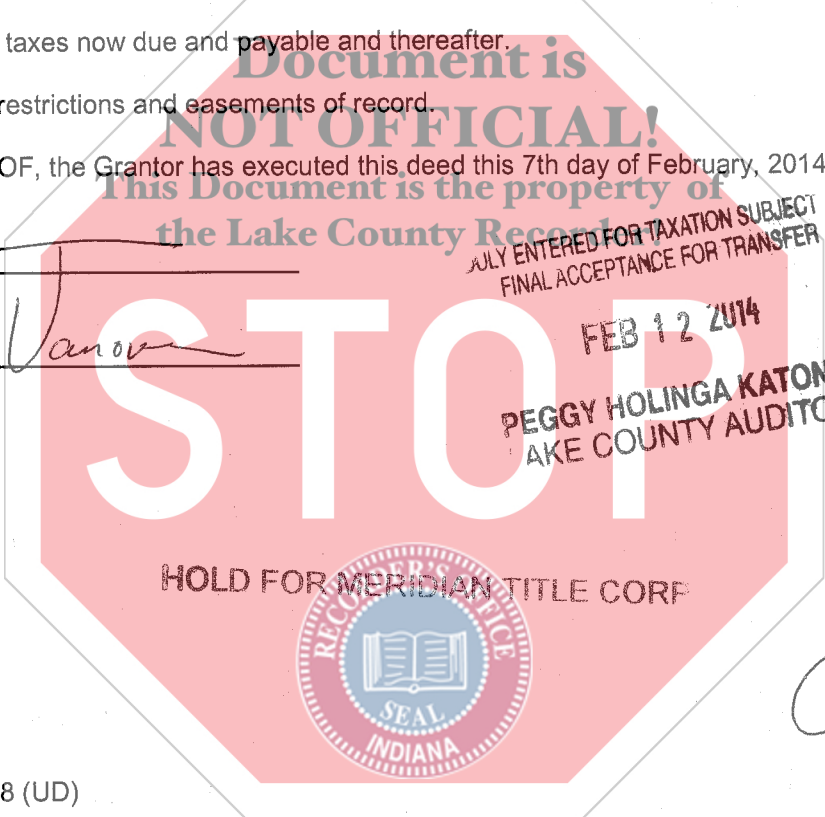 taxes now due and payable and thereafter.
Document is
restrictions and easements of record.
NOT OFFICIAL!
OF, the Grantor has executed this deed this 7th day of February, 2014
This Document is the property of
the Lake County Recorder!
ULY ENTERED FOR TAXATION SUBJECT
FINAL ACCEPTANCE FOR TRANSFER
FEB 12 2014
Vanover
STOP
PEGGY HOLINGA KATON
AKE COUNTY AUDITO
HOLD FOR MERIDIAN TITLE CORP
RECORDER'S OFFICE
SEAL
INDIANA
8 (UD)